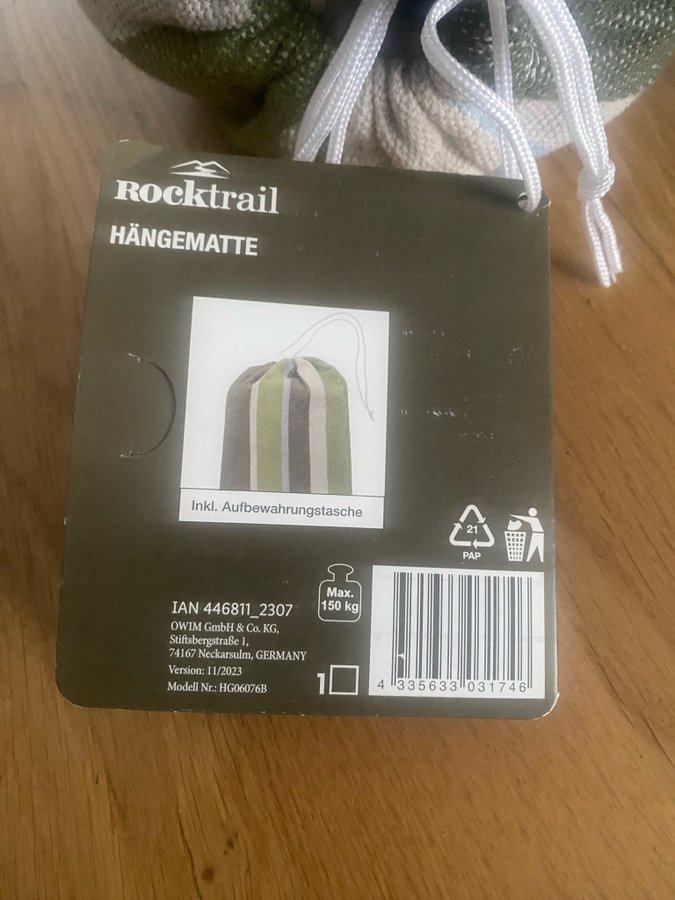 Rocktrail
HÄNGEMATTE
Inkl. Aufbewahrungstasche
21
PAP
Max.
150 kg
IAN 446811_2307
OWIM GmbH & Co. KG,
Stiftsbergstraße 1,
74167 Neckarsulm, GERMANY
Version: 11/2023
Modell Nr.: HG06076B
1
4 335633 031746